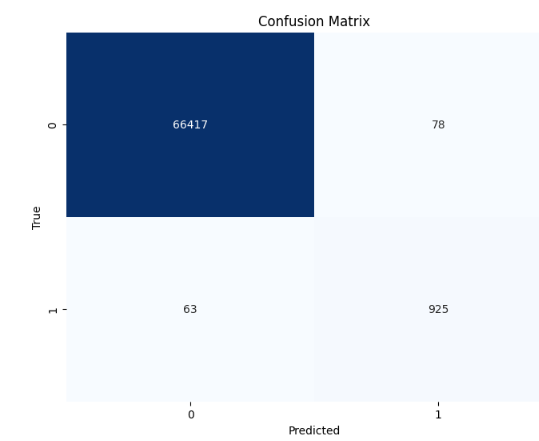 Confusion Matrix
0
66417
78
True
1
63
925
0
1
Predicted